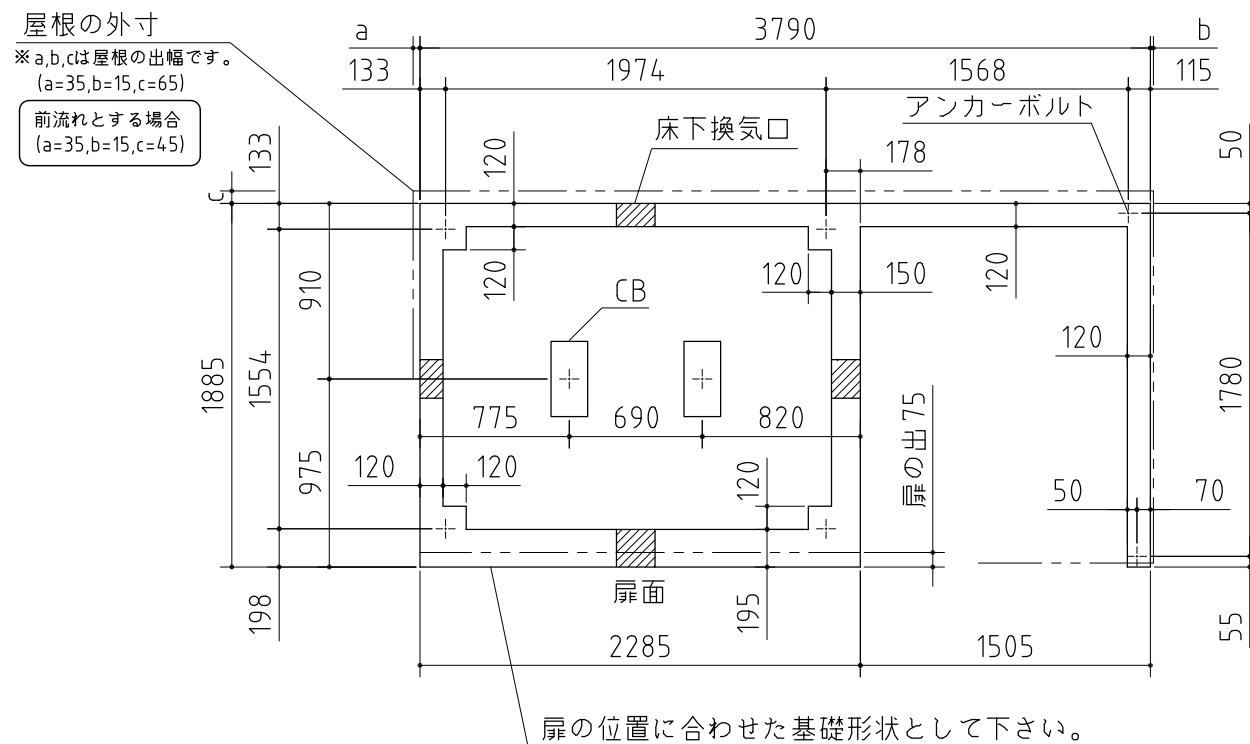 屋根の外寸
※a,b,cは屋根の出幅です。
(a=35,b=15,c=65)
前流れとする場合
(a=35,b=15,c=45)
a
3790
b
133
1974
1568
115
アンカーボルト
床下換気口
178
133
120
50
c
120
120
150
120
CB
910
1885
1554
120
1780
775
690
820
扉の出 75
975
120
120
120
50
70
扉面
198
195
55
2285
1505
扉の位置に合わせた基礎形状として下さい。